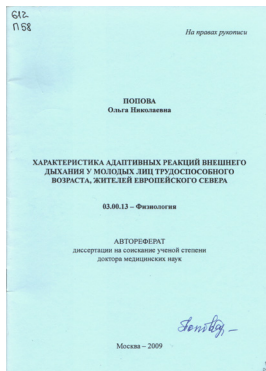 612
П 58
На правах рукописи
ПОПОВА
Ольга Николаевна
ХАРАКТЕРИСТИКА АДАПТИВНЫХ РЕАКЦИЙ ВНЕШНЕГО
ДЫХАНИЯ У МОЛОДЫХ ЛИЦ ТРУДОСПОСОБНОГО
ВОЗРАСТА, ЖИТЕЛЕЙ ЕВРОПЕЙСКОГО СЕВЕРА
03.00.13 – Физиология
АВТОРЕФЕРАТ
диссертации на соискание ученой степени
доктора медицинских наук
Москва – 2009